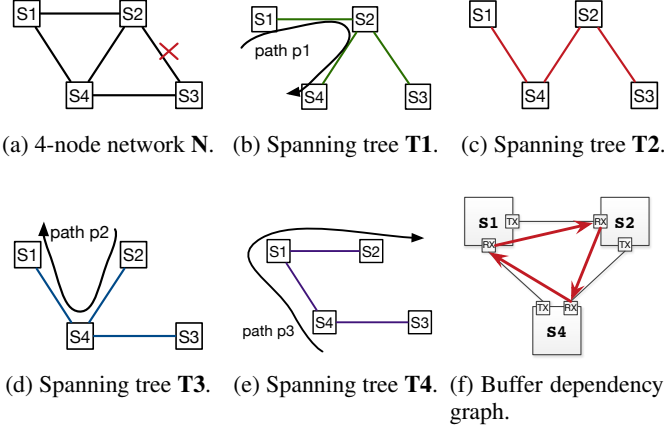 S1 S2
S4 S3
(a) 4-node network N.
S1 S2
path p1
S4 S3
(b) Spanning tree T1.
S1 S2
S4 S3
(c) Spanning tree T2.
path p2
S1 S2
S4 S3
(d) Spanning tree T3.
S1 S2
path p3 S4 S3
(e) Spanning tree T4.
S1 TX RX S2
RX TX
TX RX
S4
(f) Buffer dependency
graph.